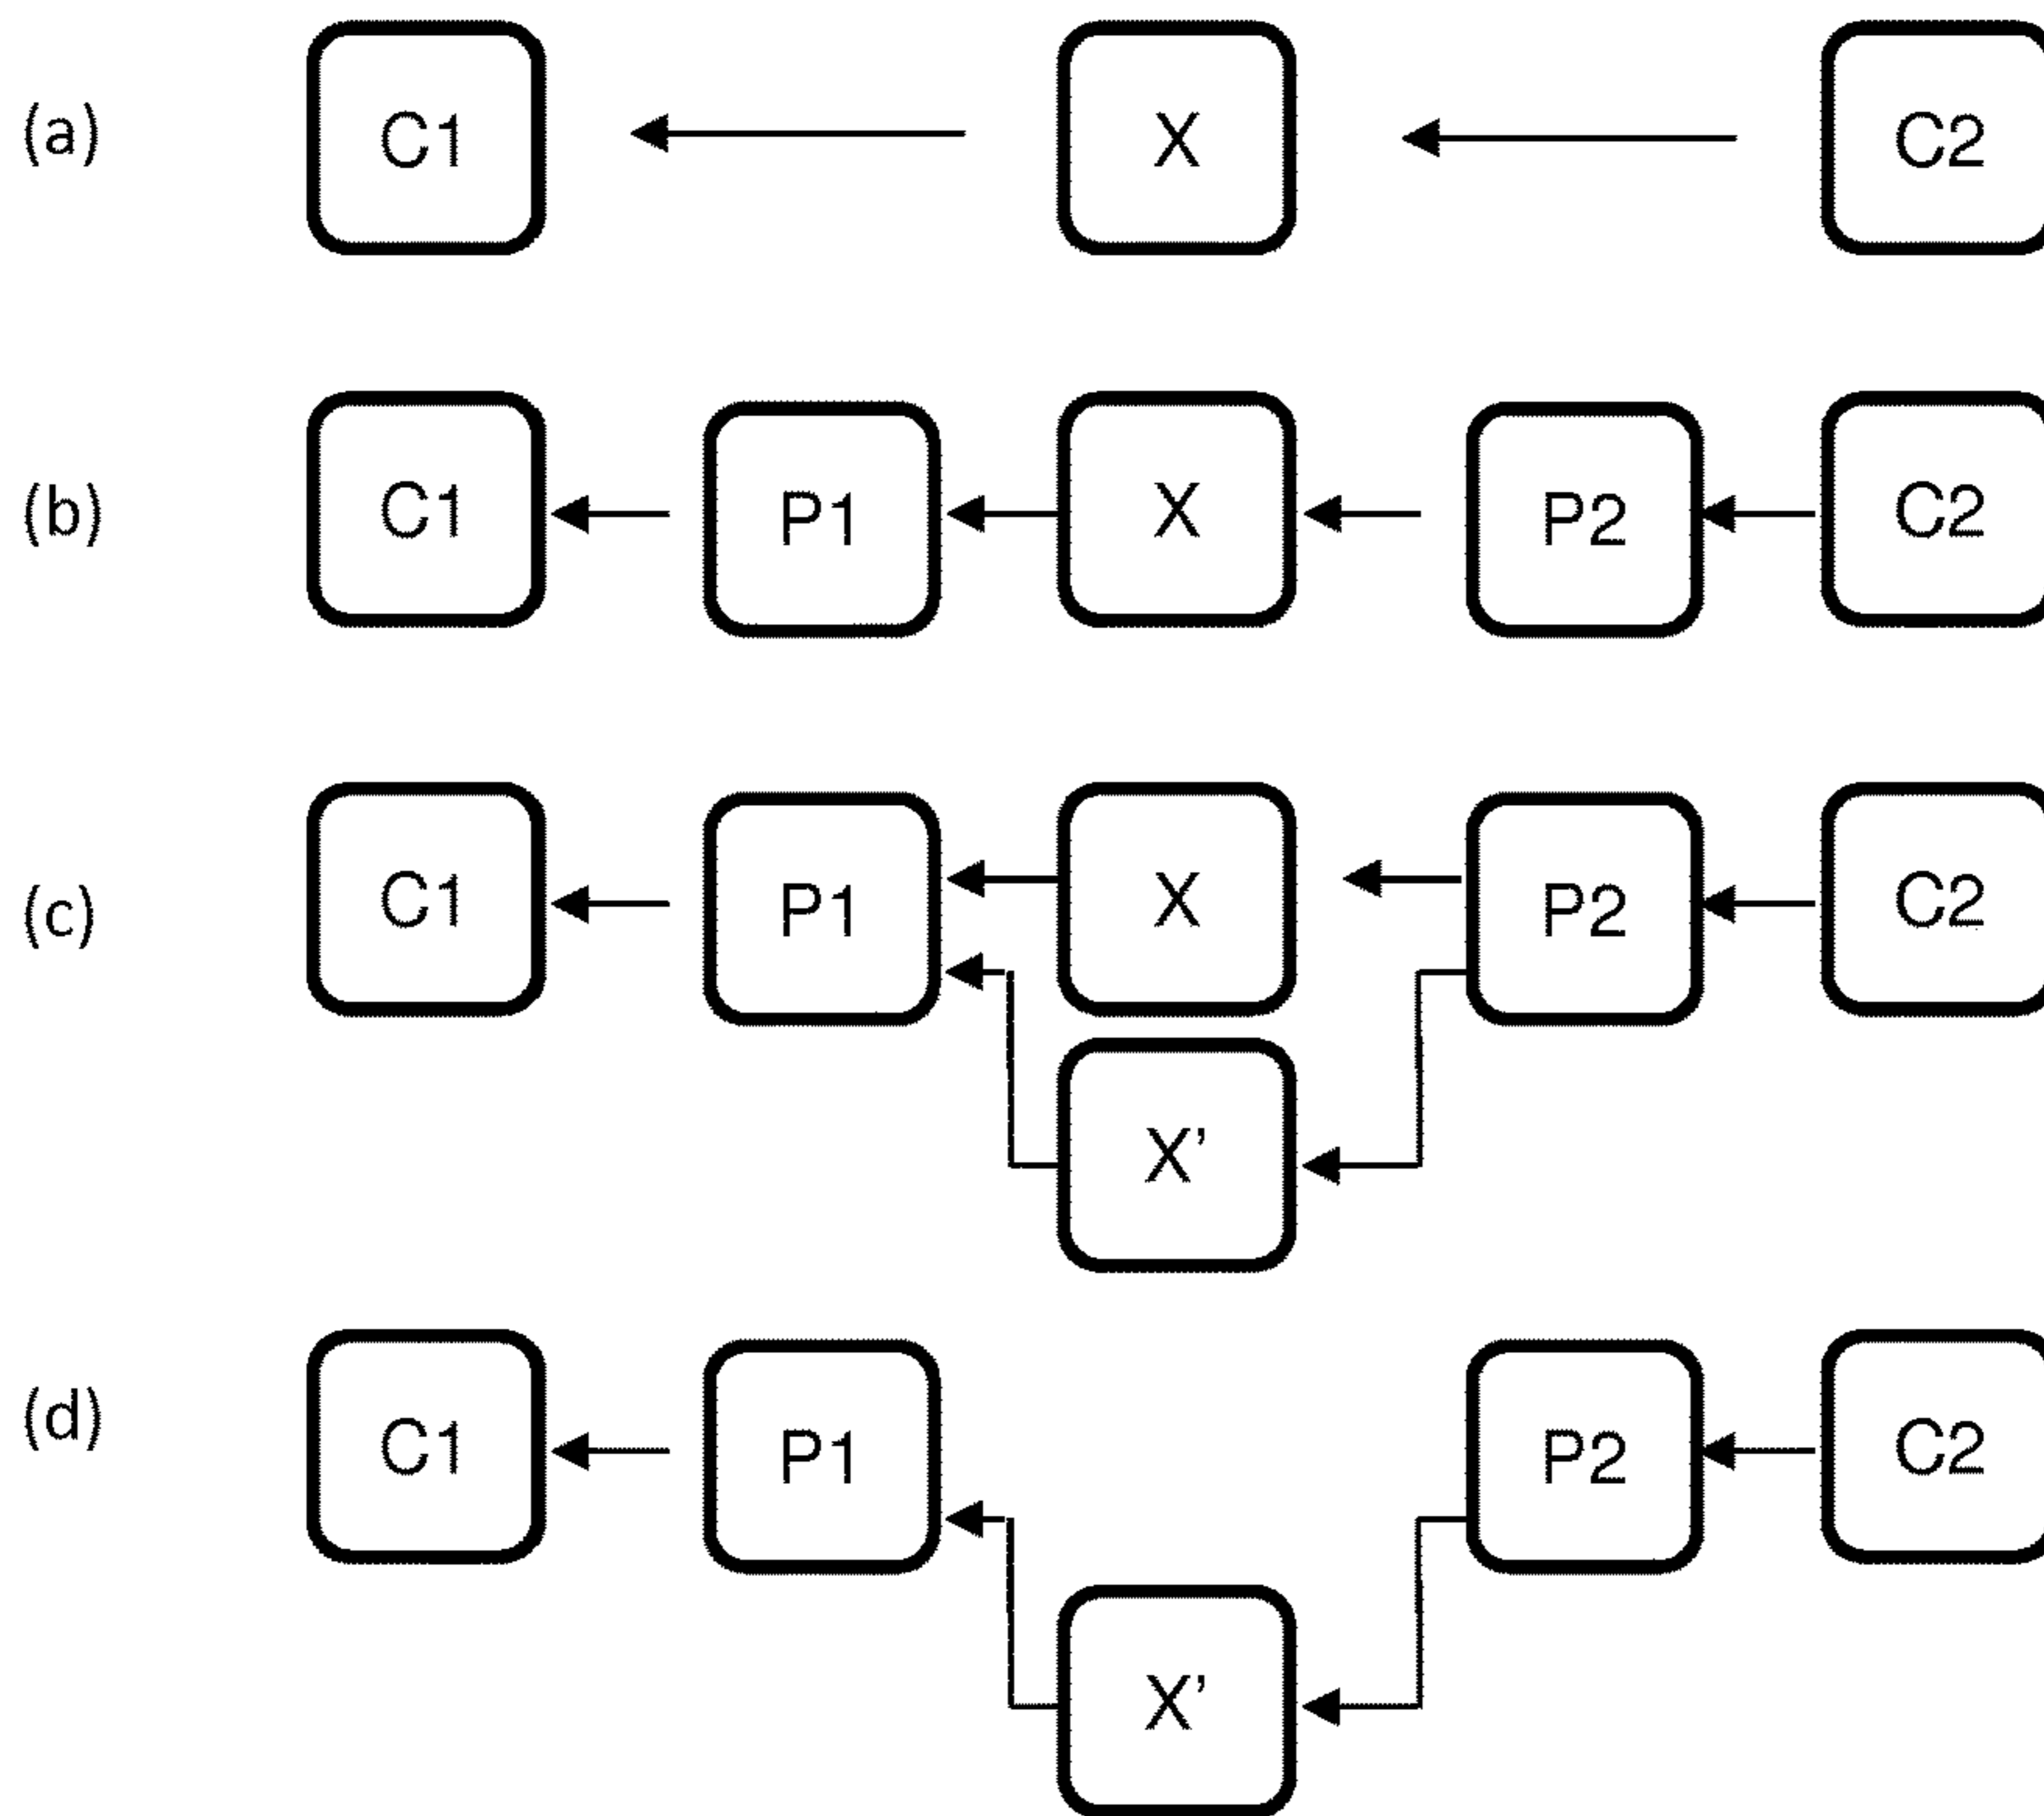 (a) C1 X C2
(b) C1 P1 X P2 C2
(c) C1 P1 X P2 C2
X'
(d) C1 P1 P2 C2
X'